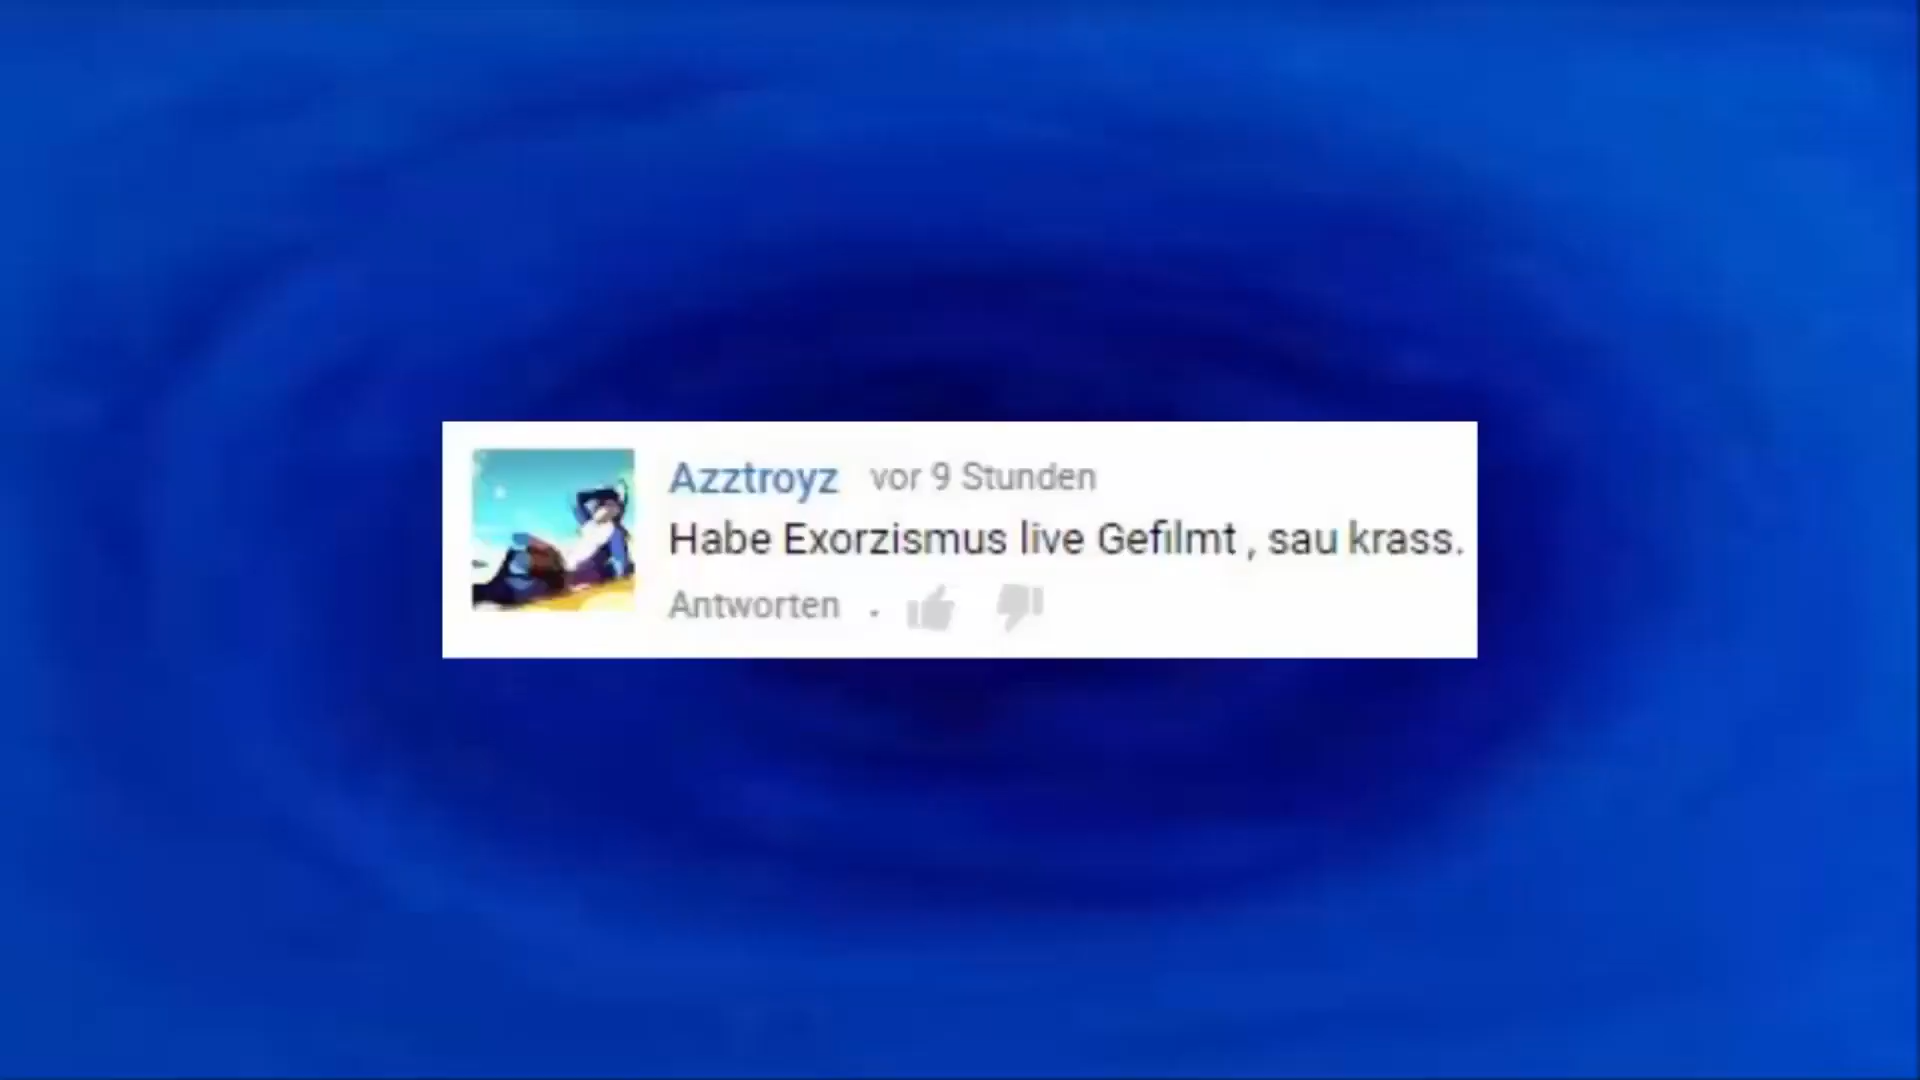 Azztroyz vor 9 Stunden
Habe Exorzismus live Gefilmt , sau krass.
Antworten .